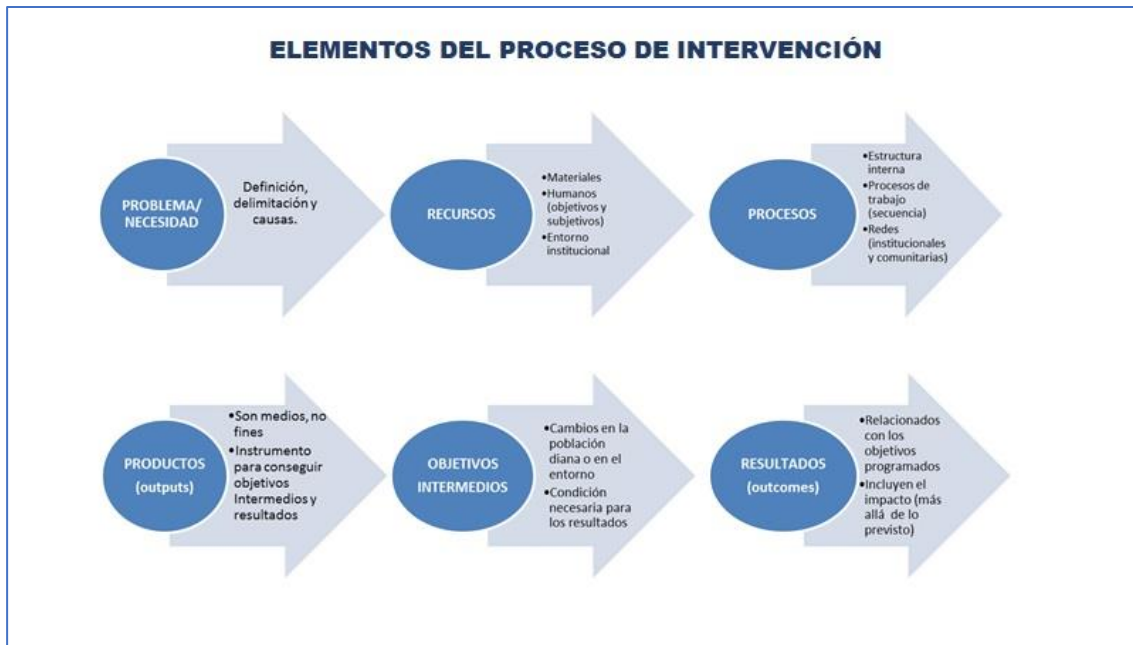 ELEMENTOS DEL PROCESO DE INTERVENCIÓN
PROBLEMA/
NECESIDAD
Definición,
delimitación y
causas.
RECURSOS
•Materiales
•Humanos
(objetivos y
subjetivos)
•Entorno
institucional
PROCESOS
•Estructura
interna
•Procesos de
trabajo
(secuencia)
•Redes
(institucionales
y comunitarias)
PRODUCTOS
(outputs)
•Son medios, no
fines
•Instrumento
para conseguir
objetivos
Intermedios y
resultados
OBJETIVOS
INTERMEDIOS
•Cambios en la
población
diana o en el
entorno
•Condición
necesaria para
los resultados
RESULTADOS
(outcomes)
•Relacionados
con los
objetivos
programados
•Incluyen el
impacto (más
allá de lo
previsto)